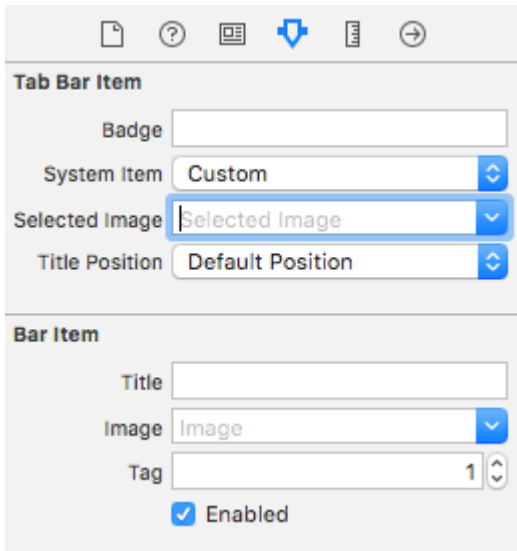 Tab Bar Item
Badge
System Item Custom
Selected Image Selected Image
Title Position Default Position
Bar Item
Title
Image Image
Tag 1
Enabled